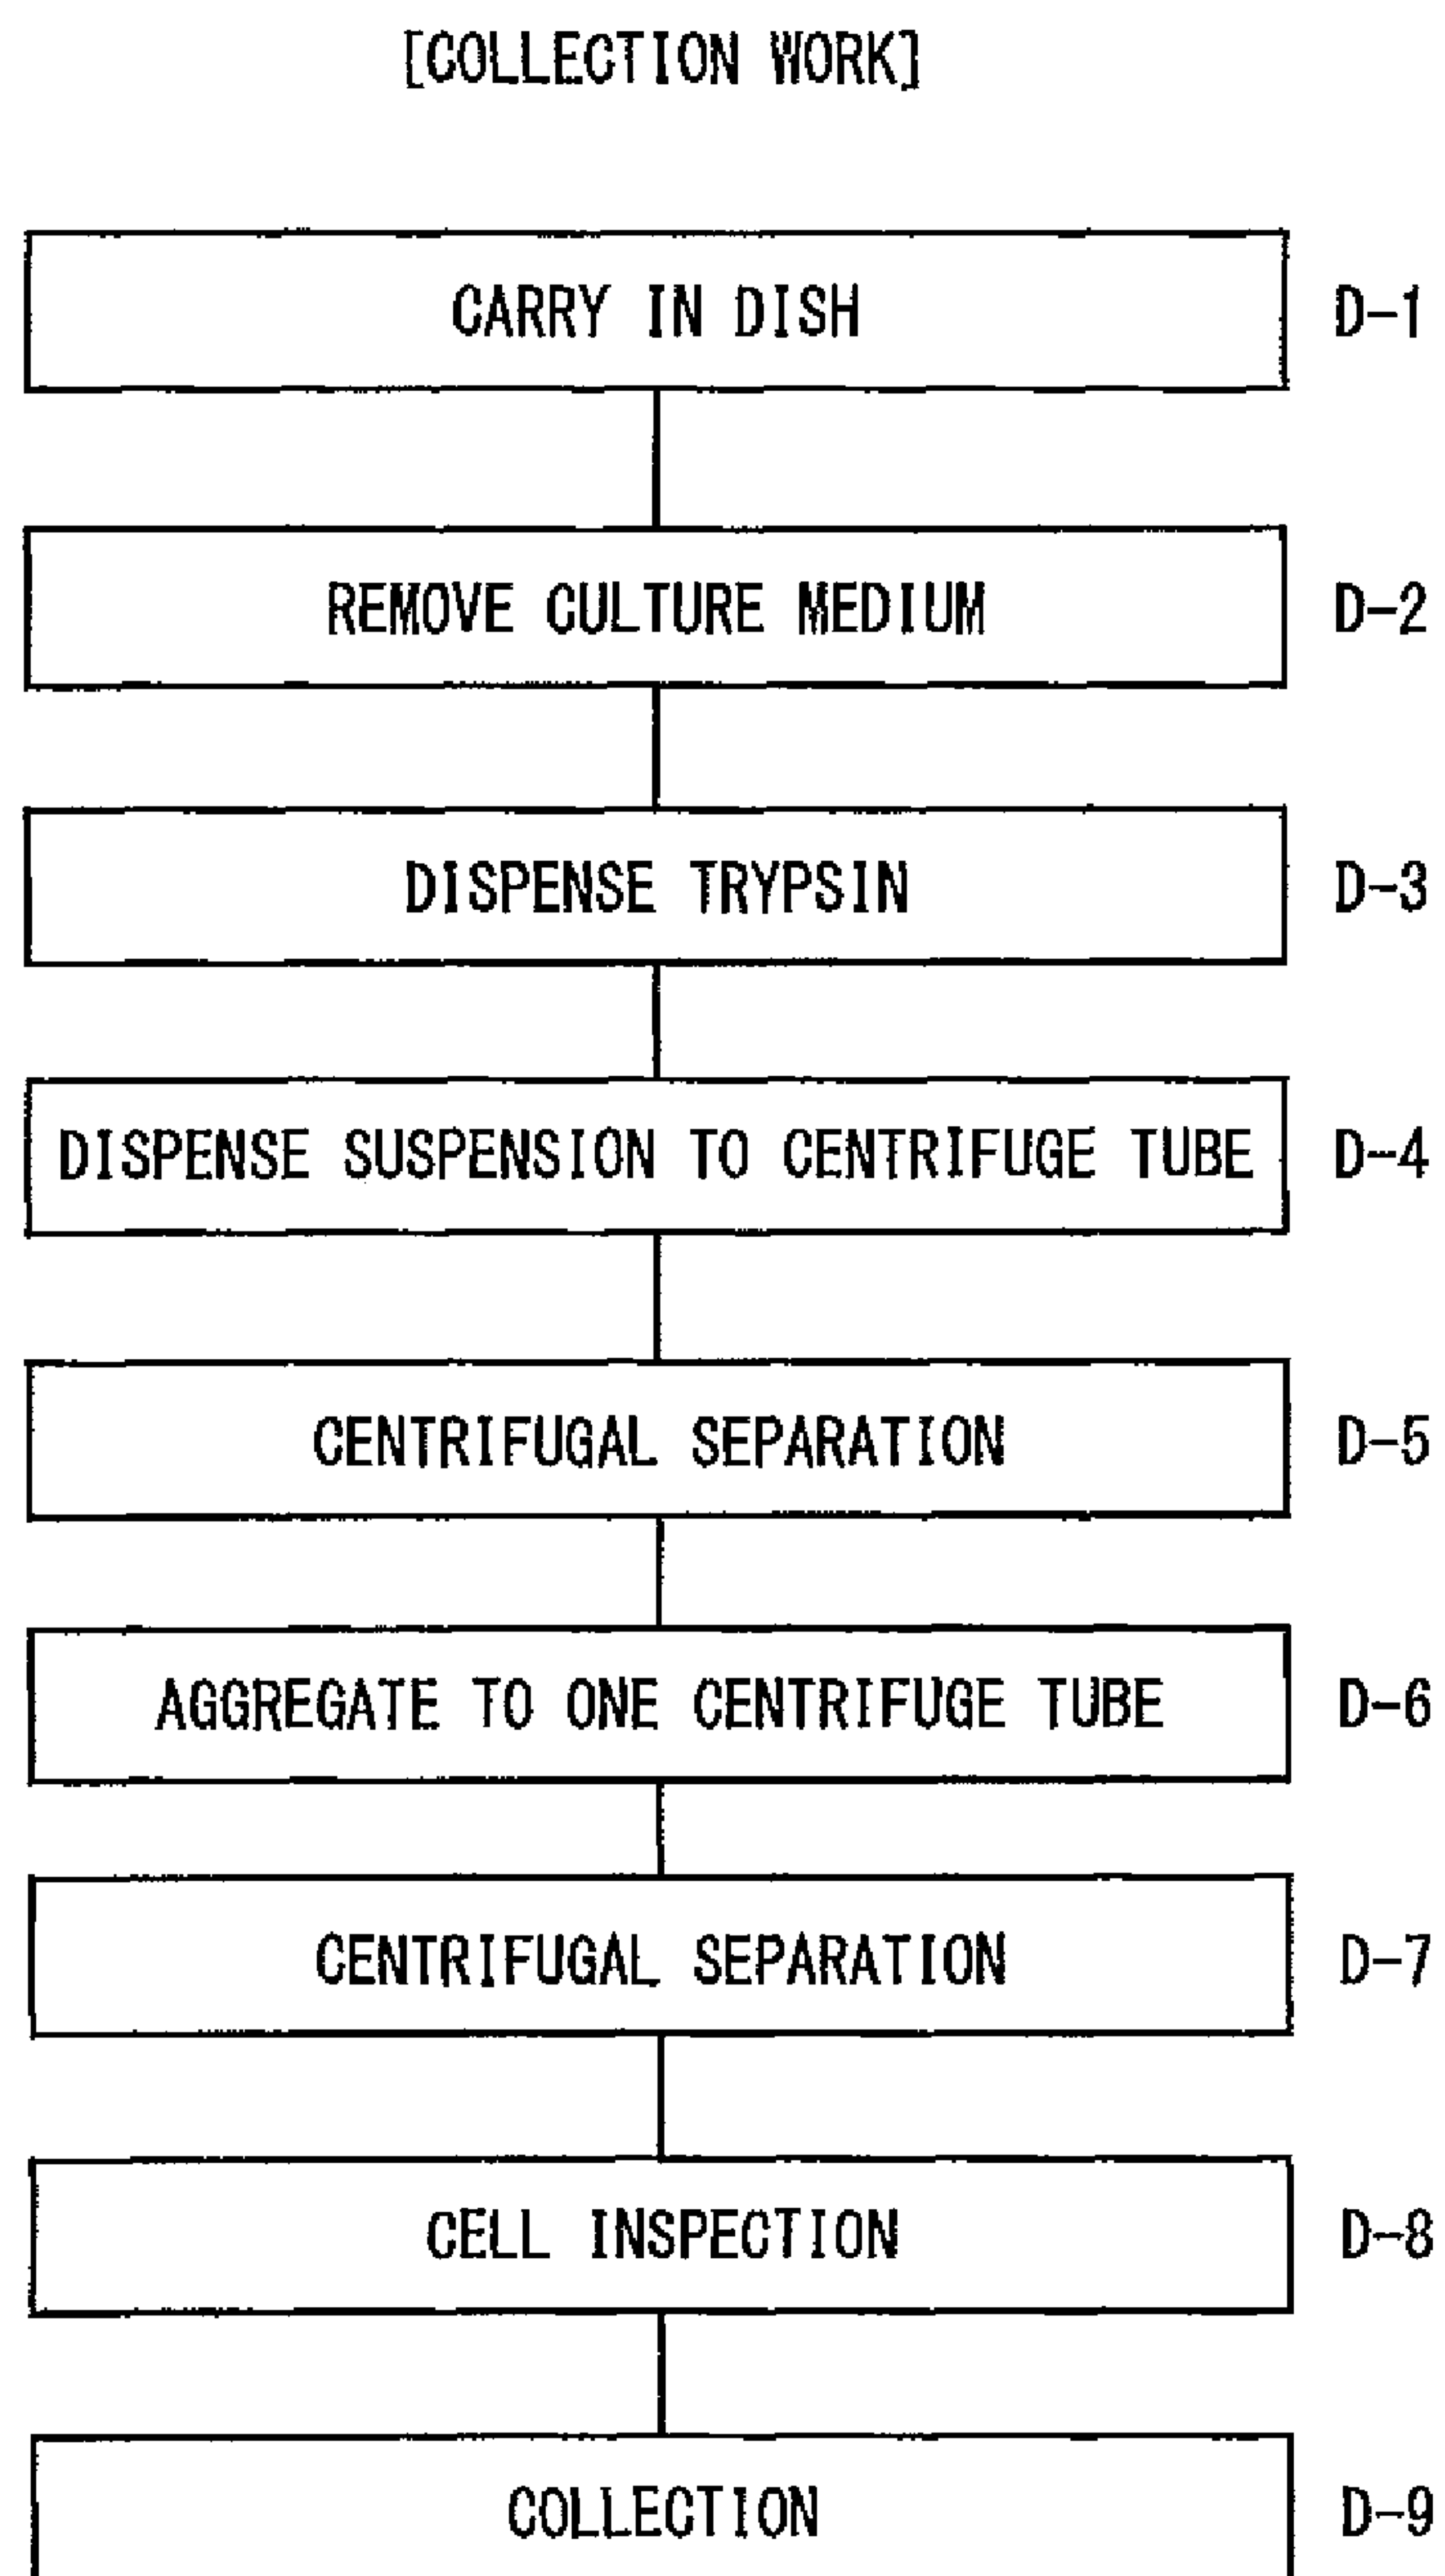 [COLLECTION WORK]
CARRY IN DISH D-1
REMOVE CULTURE MEDIUM D-2
DISPENSE TRYPSIN D-3
DISPENSE SUSPENSION TO CENTRIFUGE TUBE D-4
CENTRIFUGAL SEPARATION D-5
AGGREGATE TO ONE CENTRIFUGE TUBE D-6
CENTRIFUGAL SEPARATION D-7
CELL INSPECTION D-8
COLLECTION D-9